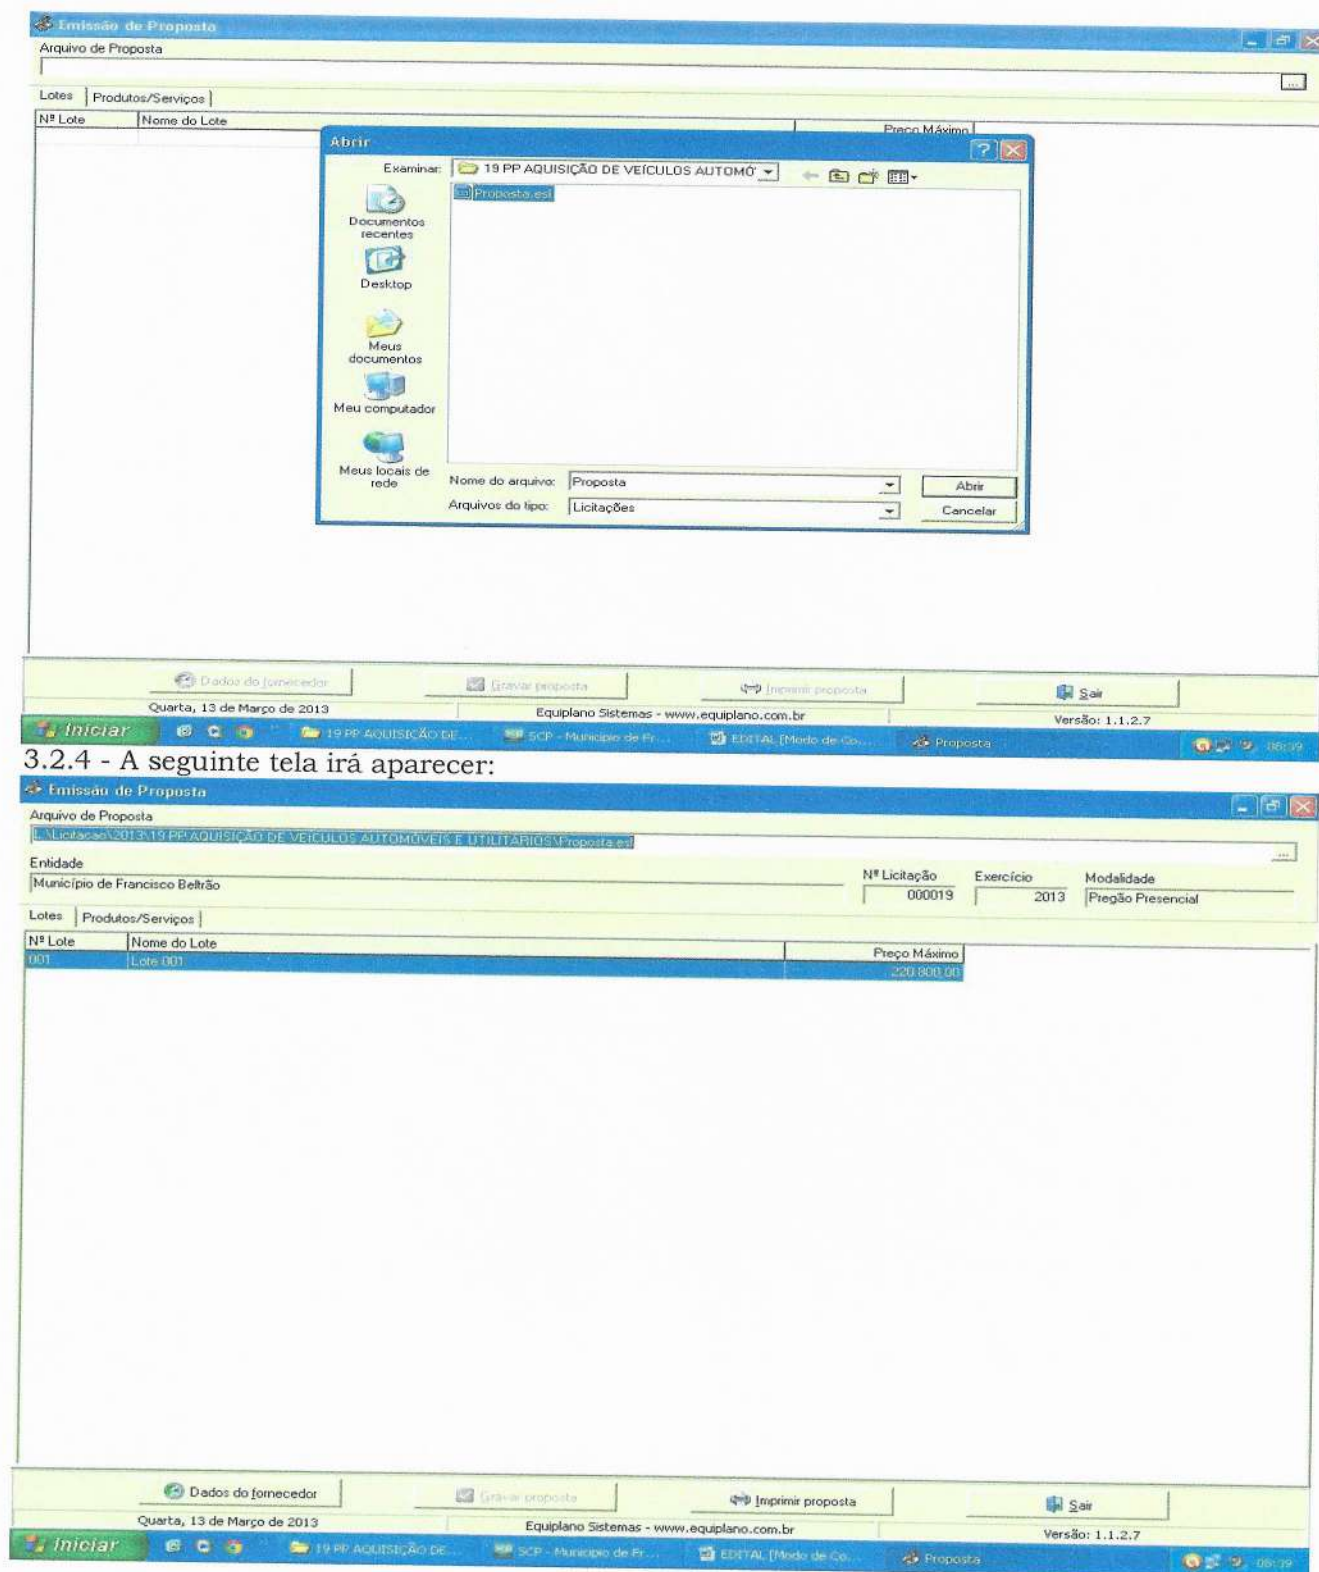 Emissão de Proposta
Arquivo de Proposta
...
Lotes Produtos/Serviços
Nº Lote Nome do Lote Preço Máximo
Abrir
Examinar: 19 PP AQUISIÇÃO DE VEÍCULOS AUTOMÓ'
Proposta.esl
Documentos
recentes
Desktop
Meus
documentos
Meu computador
Meus locais de
rede
Nome do arquivo: Proposta Abrir
Arquivos do tipo: Licitações Cancelar
Dados do fornecedor Gravar proposta Imprimir proposta Sair
Quarta, 13 de Março de 2013 Equiplano Sistemas - www.equiplano.com.br Versão: 1.1.2.7
Iniciar 19 PP AQUISIÇÃO DE... SCP - Municipio de Fr... EDITAL [Modo de Co... Proposta 08:39
3.2.4 - A seguinte tela irá aparecer:
Emissão de Proposta
Arquivo de Proposta
L:\Licitacao\2013\19 PP AQUISIÇÃO DE VEÍCULOS AUTOMÓVEIS E UTILITÁRIOS\Proposta.esl
...
Entidade Nº Licitação Exercício Modalidade
Município de Francisco Beltrão 000019 2013 Pregão Presencial
Lotes Produtos/Serviços
Nº Lote Nome do Lote Preço Máximo
001 Lote 001 220.800,00
Dados do fornecedor Gravar proposta Imprimir proposta Sair
Quarta, 13 de Março de 2013 Equiplano Sistemas - www.equiplano.com.br Versão: 1.1.2.7
Iniciar 19 PP AQUISIÇÃO DE... SCP - Municipio de Fr... EDITAL [Modo de Co... Proposta 08:39